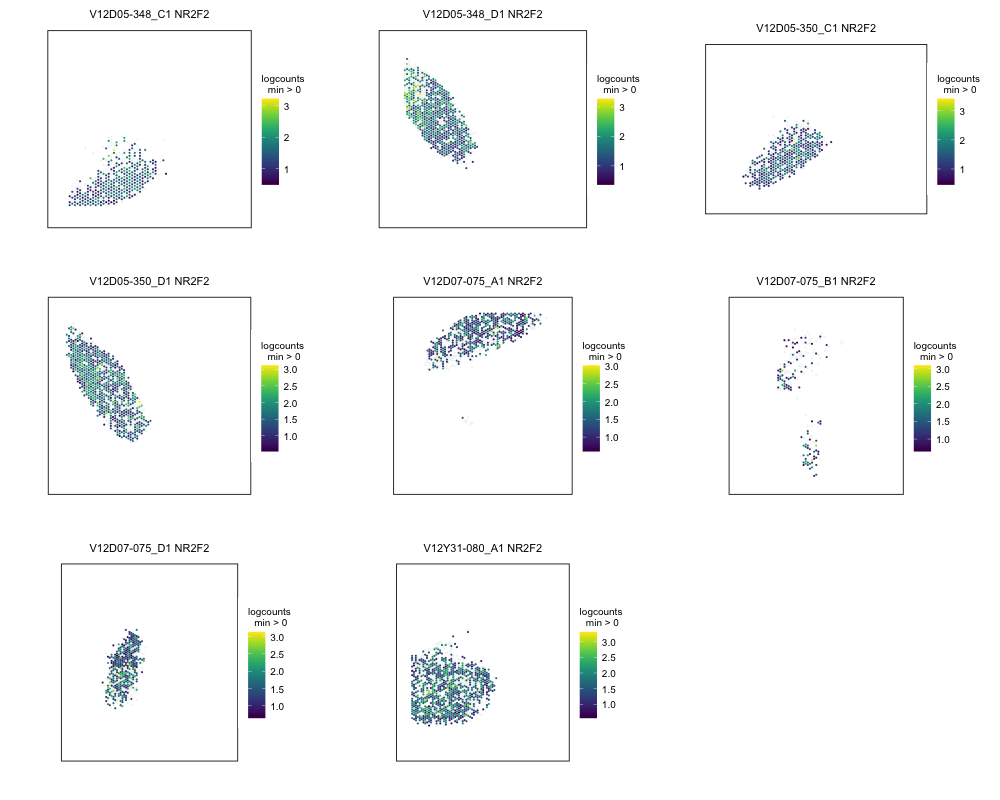 V12D05-348_C1 NR2F2
logcounts
min > 0
3
2
1
V12D05-348_D1 NR2F2
logcounts
min > 0
3
2
1
V12D05-350_C1 NR2F2
logcounts
min > 0
3
2
1
V12D05-350_D1 NR2F2
logcounts
min > 0
3.0
2.5
2.0
1.5
1.0
V12D07-075_A1 NR2F2
logcounts
min > 0
3.0
2.5
2.0
1.5
1.0
V12D07-075_B1 NR2F2
logcounts
min > 0
3.0
2.5
2.0
1.5
1.0
V12D07-075_D1 NR2F2
logcounts
min > 0
3.0
2.5
2.0
1.5
1.0
V12Y31-080_A1 NR2F2
logcounts
min > 0
3.0
2.5
2.0
1.5
1.0